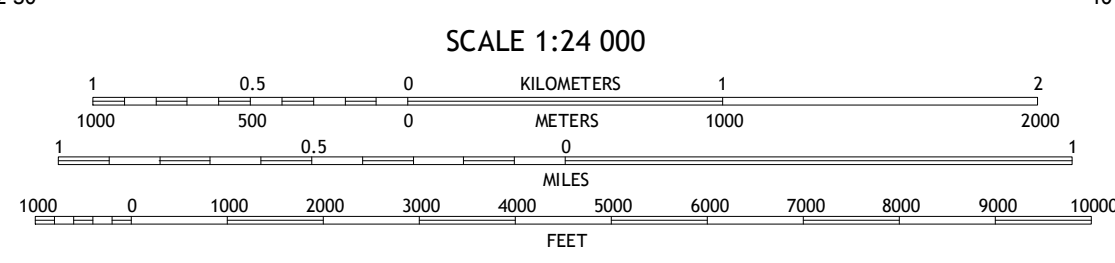 SCALE 1:24 000
1 0.5 0 KILOMETERS 1 2
1000 500 0 METERS 1000 2000
1 0.5 0 1
MILES
1000 0 1000 2000 3000 4000 5000 6000 7000 8000 9000 10000
FEET